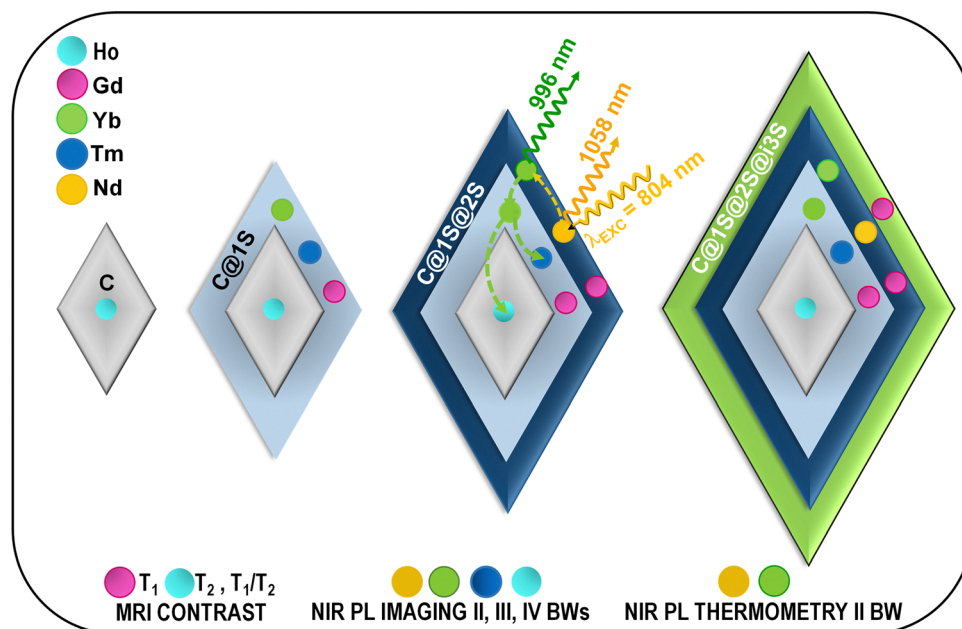 Ho
Gd
Yb
Tm
Nd
C
C@1S
C@1S@2S
996 nm
1058 nm
λEXC = 804 nm
C@1S@2S@i3S
T1 T2 , T1/T2
MRI CONTRAST
NIR PL IMAGING II, III, IV BWs
NIR PL THERMOMETRY II BW